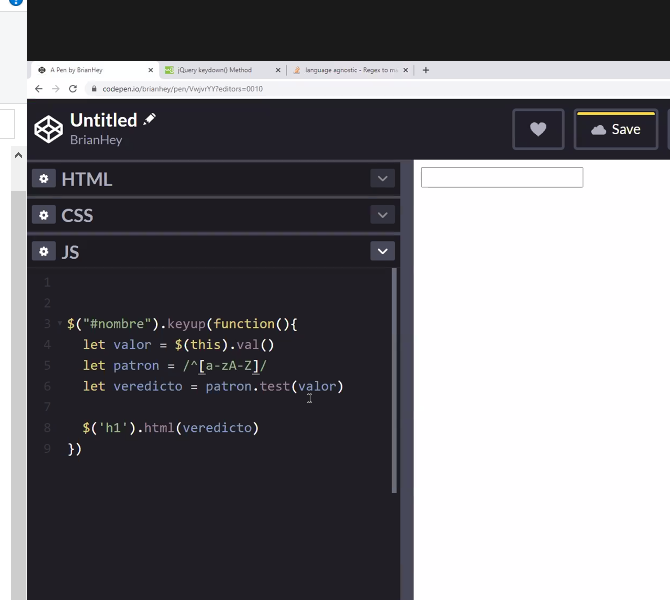 A Pen by BrianHey
jQuery keydown() Method
language agnostic - Regex to ma
codepen.io/brianhey/pen/VwjvrYY?editors=0010
Untitled
BrianHey
Save
HTML
CSS
JS
1
2
3 $("#nombre").keyup(function(){
4 let valor = $(this).val()
5 let patron = /^[a-zA-Z]/
6 let veredicto = patron.test(valor)
7
8 $('h1').html(veredicto)
9 })